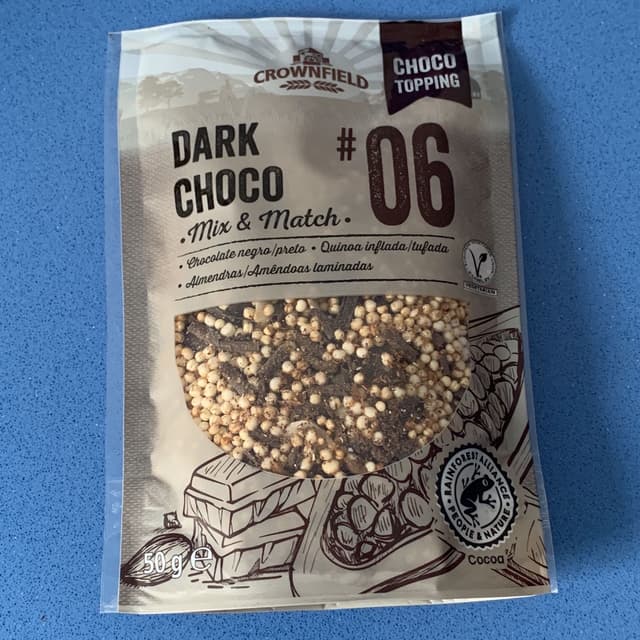 CROWNFIELD
CHOCO
TOPPING
DARK
CHOCO
#06
• Mix & Match •
• Chocolate negro/preto • Quinoa inflada/tufada
• Almendras/Amêndoas laminadas
V
VEGETARIAN
RAINFOREST ALLIANCE
PEOPLE & NATURE
Cocoa
50 g ℮